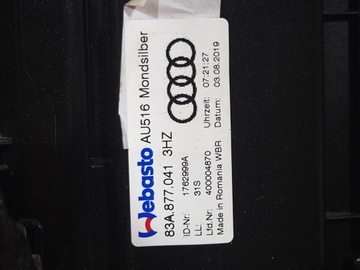 Webasto AU516 Mondsilber
83A.877.041 3HZ
ID-Nr: 1762999A
LL: 31S
Lfd.Nr: 400004870
Made in Romania WBR
Uhrzeit: 07:21:27
Datum: 03.08.2019